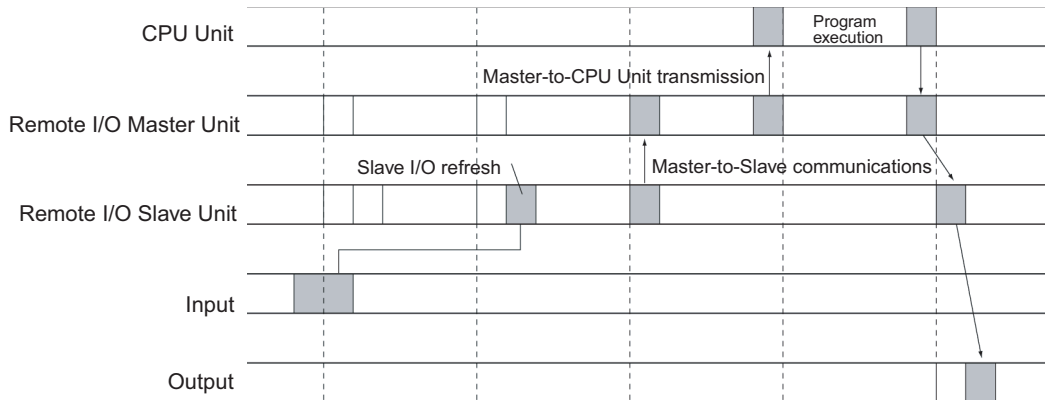 CPU Unit
Program
execution
Master-to-CPU Unit transmission
Remote I/O Master Unit
Slave I/O refresh
Master-to-Slave communications
Remote I/O Slave Unit
Input
Output